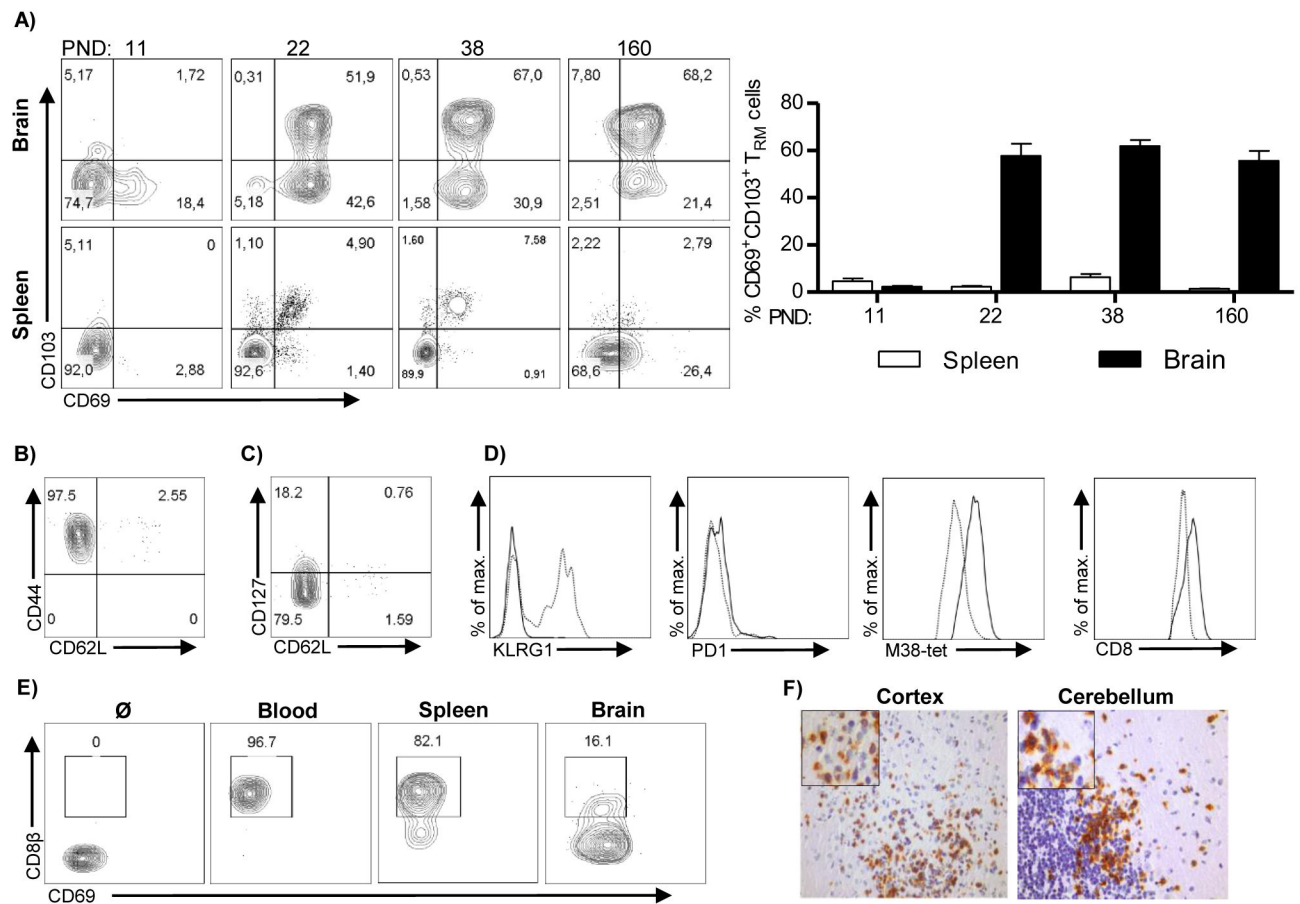 A)
PND: 11 22 38 160
Brain
5,17 1,72
74,7 18,4
0,31 51,9
5,18 42,6
0,53 67,0
1,58 30,9
7,80 68,2
2,51 21,4
Spleen
5,11 0
92,0 2,88
1,10 4,90
92,6 1,40
1.60 7,58
89,9 0,91
2,22 2,79
68,6 26,4
CD103
CD69
% CD69+CD103+ TRM cells
80
60
40
20
0
PND: 11 22 38 160
Spleen Brain
B)
97.5 2.55
0 0
CD44
CD62L
C)
18.2 0.76
79.5 1.59
CD127
CD62L
D)
% of max.
KLRG1
% of max.
PD1
% of max.
M38-tet
% of max.
CD8
E)
Ø Blood Spleen Brain
0 96.7 82.1 16.1
CD8β
CD69
F)
Cortex Cerebellum